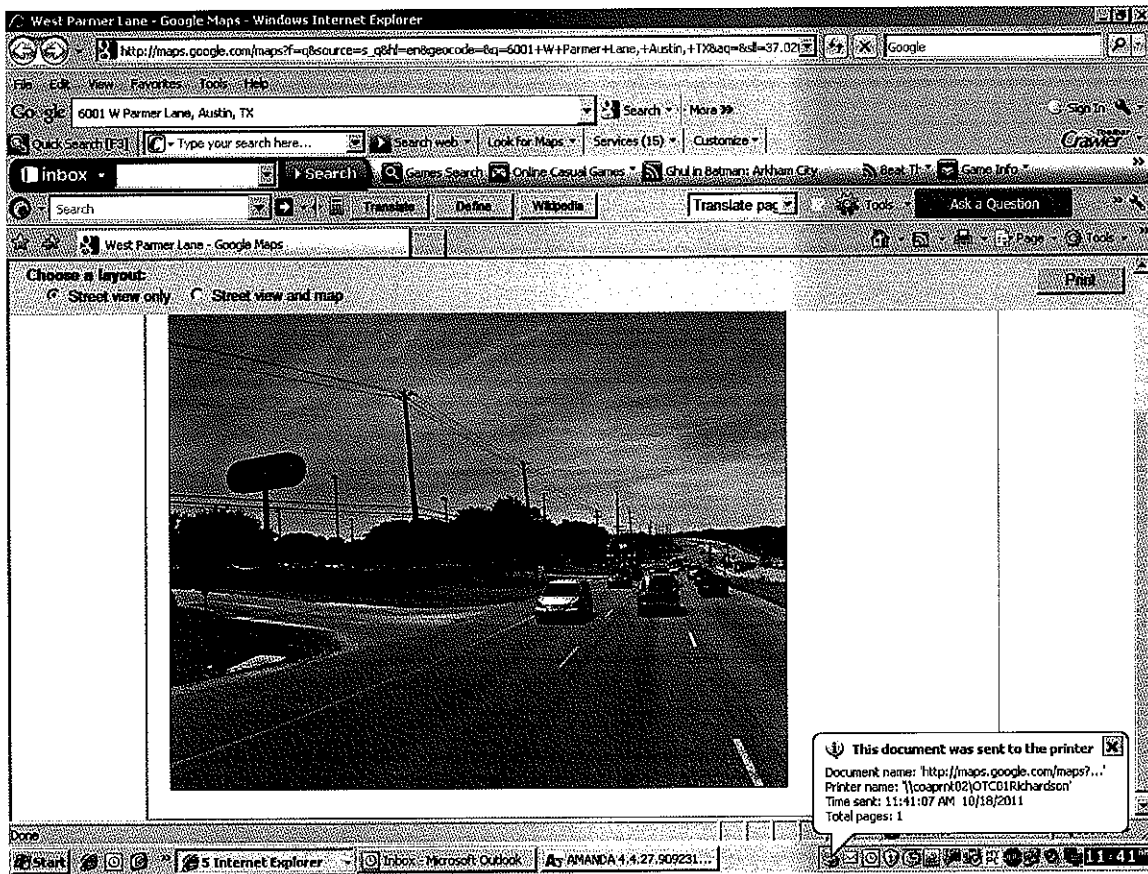 West Parmer Lane - Google Maps - Windows Internet Explorer
http://maps.google.com/maps?f=q&source=s_q&hl=en&geocode=&q=6001+W+Parmer+Lane,+Austin,+TX&aq=&sll=37.02
Google
File Edit View Favorites Tools Help
Google 6001 W Parmer Lane, Austin, TX Search More » Sign In
Quick Search [F3] Type your search here... Search web Look for Maps Services (15) Customize Crawler Toolbar
inbox Search Games Search Online Casual Games Ghul in Batman: Arkham City Beat Th Game Info »
Search Translate Define Wikipedia Translate pag Tools Ask a Question »
West Parmer Lane - Google Maps Page Tools »
Choose a layout:
Street view only Street view and map Print
This document was sent to the printer
Document name: 'http://maps.google.com/maps?...'
Printer name: '\\coaprnt02\OTC01Richardson'
Time sent: 11:41:07 AM 10/18/2011
Total pages: 1
Done
Start » 5 Internet Explorer Inbox - Microsoft Outlook AMANDA 4.4.27.909231... 11:41